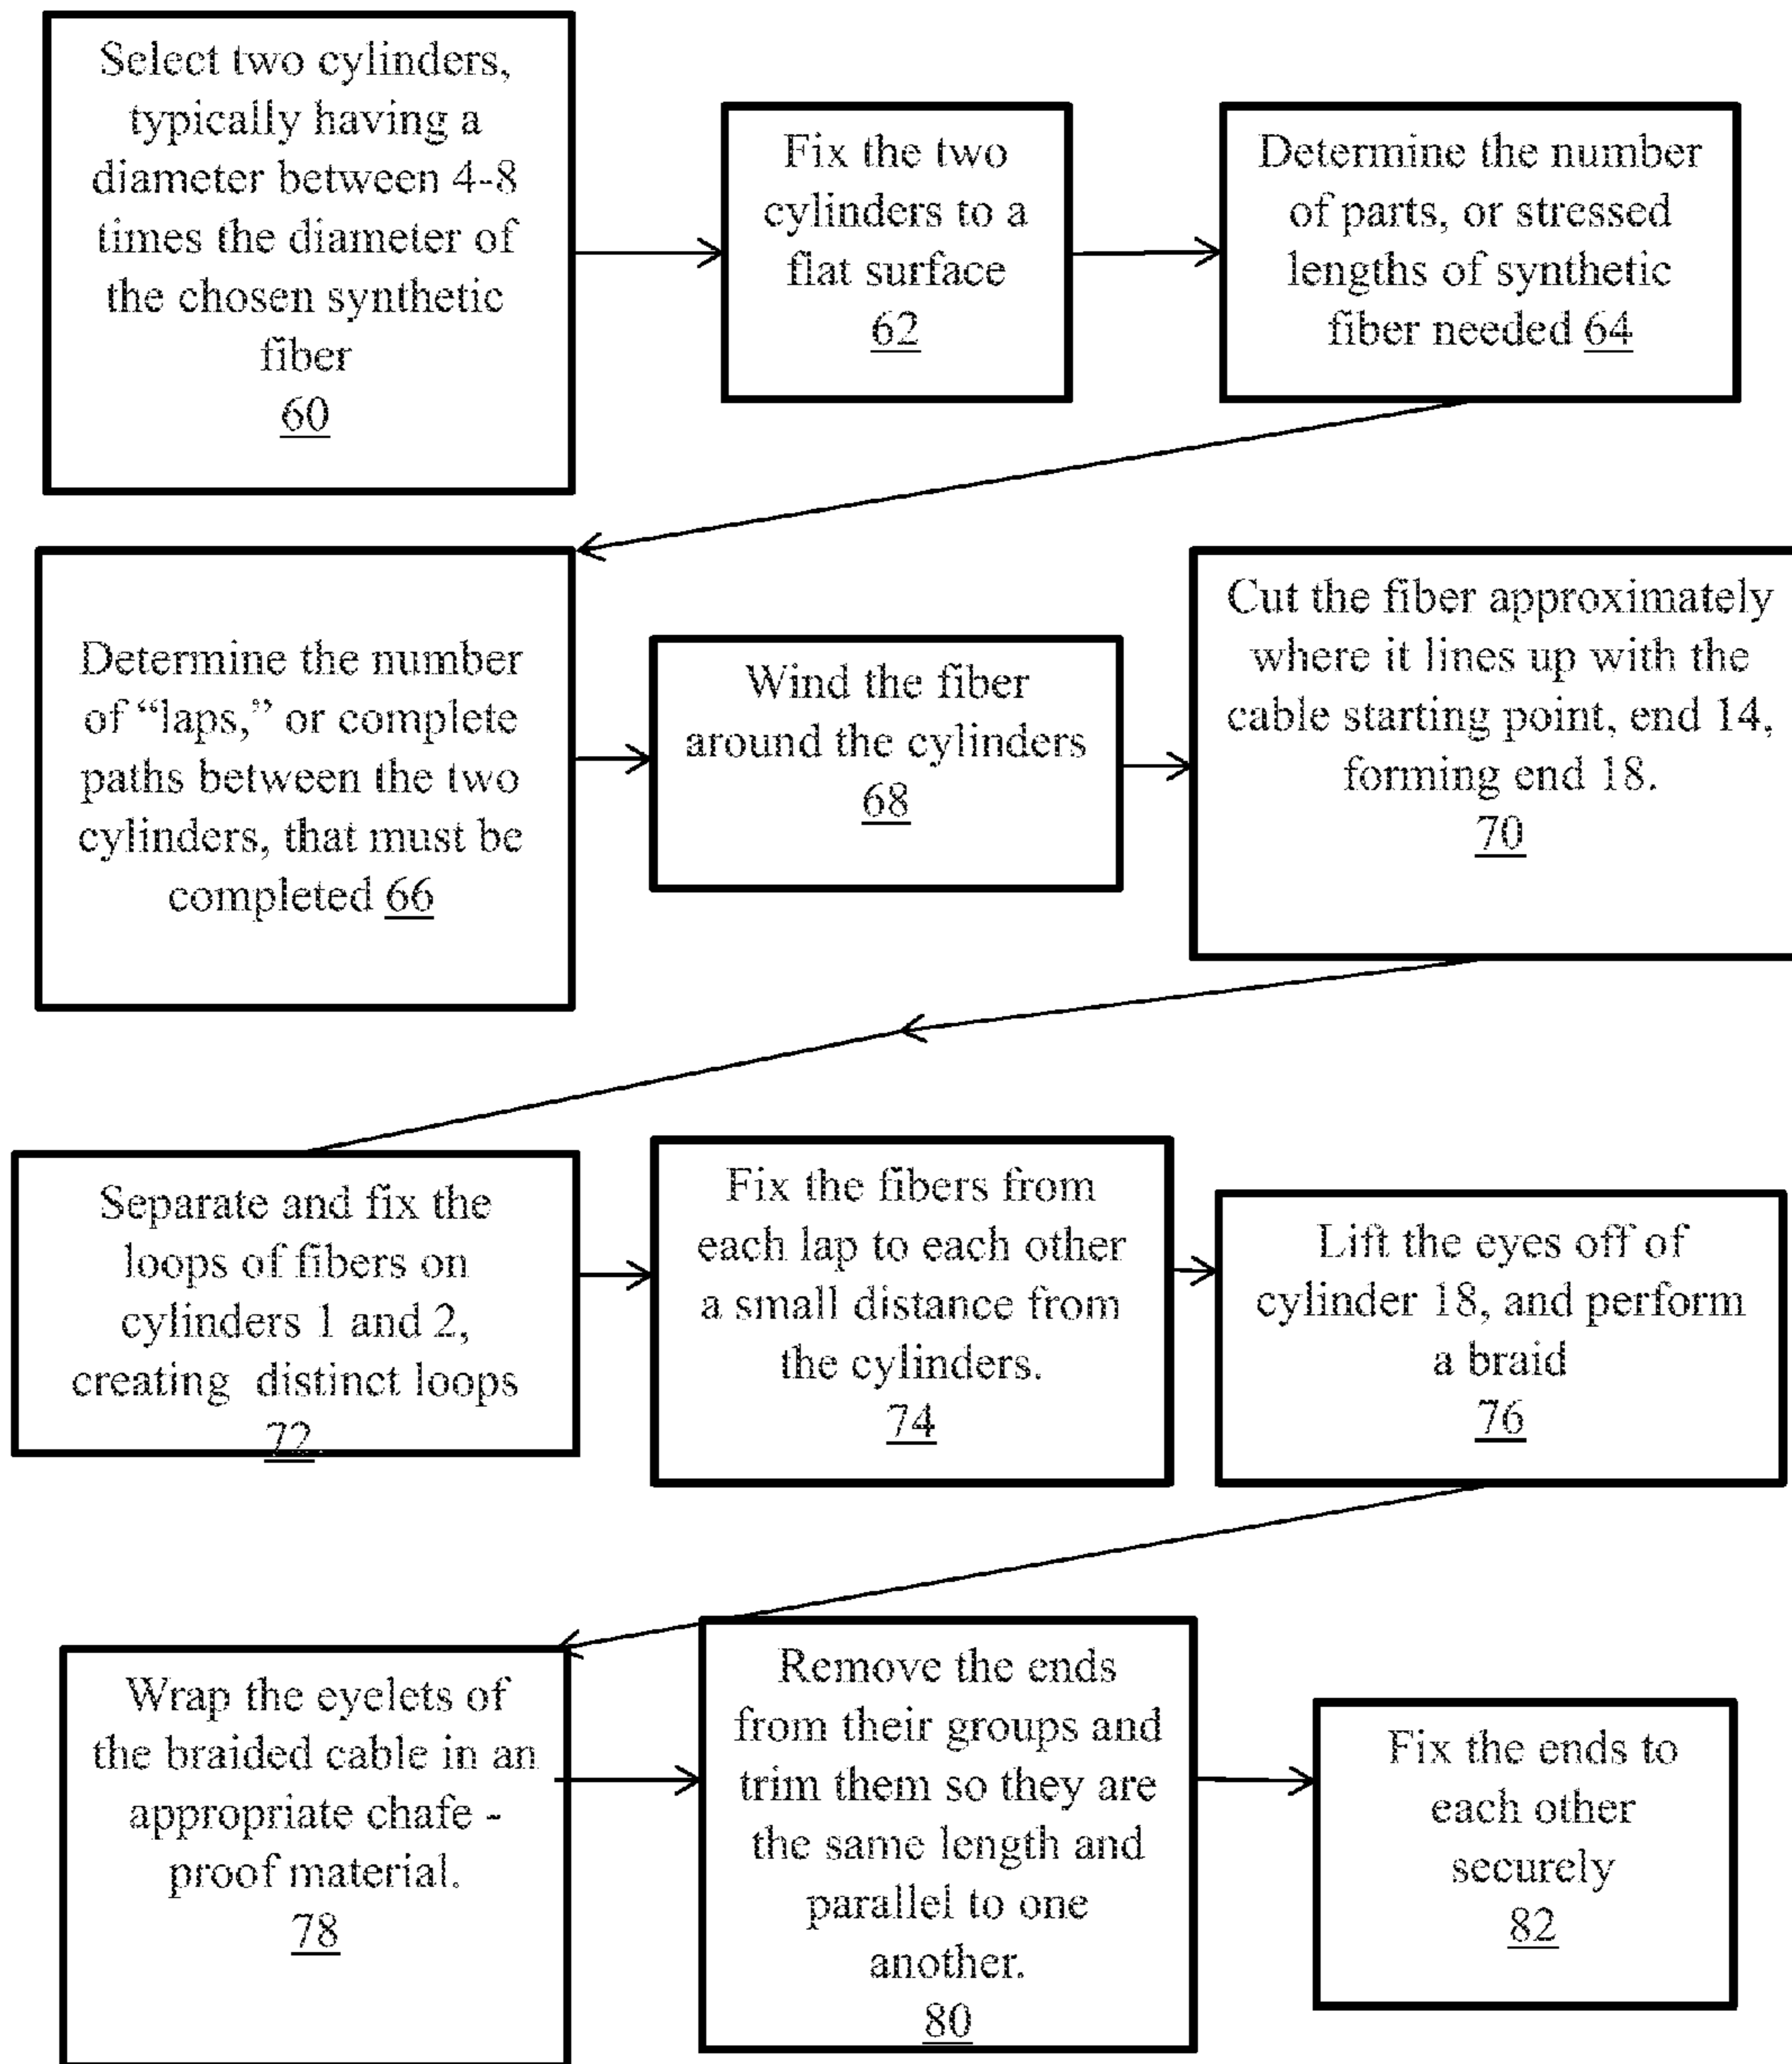 Select two cylinders,
typically having a
diameter between 4-8
times the diameter of
the chosen synthetic
fiber
60
Fix the two
cylinders to a
flat surface
62
Determine the number
of parts, or stressed
lengths of synthetic
fiber needed 64
Determine the number
of “laps,” or complete
paths between the two
cylinders, that must be
completed 66
Wind the fiber
around the cylinders
68
Cut the fiber approximately
where it lines up with the
cable starting point, end 14,
forming end 18.
70
Separate and fix the
loops of fibers on
cylinders 1 and 2,
creating distinct loops
72
Fix the fibers from
each lap to each other
a small distance from
the cylinders.
74
Lift the eyes off of
cylinder 18, and perform
a braid
76
Wrap the eyelets of
the braided cable in an
appropriate chafe -
proof material.
78
Remove the ends
from their groups and
trim them so they are
the same length and
parallel to one
another.
80
Fix the ends to
each other
securely
82